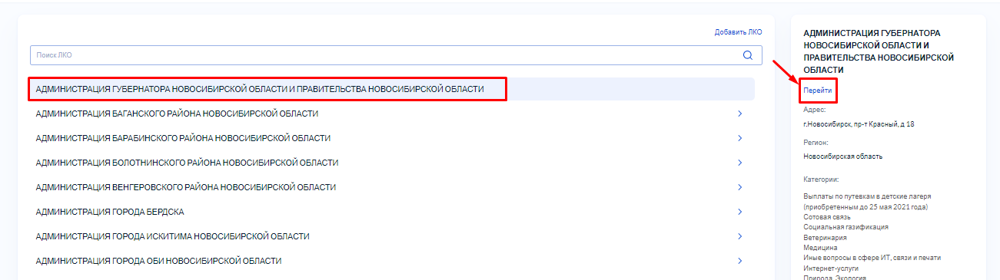 Добавить ЛКО
Поиск ЛКО
АДМИНИСТРАЦИЯ ГУБЕРНАТОРА НОВОСИБИРСКОЙ ОБЛАСТИ И ПРАВИТЕЛЬСТВА НОВОСИБИРСКОЙ ОБЛАСТИ
АДМИНИСТРАЦИЯ БАГАНСКОГО РАЙОНА НОВОСИБИРСКОЙ ОБЛАСТИ
АДМИНИСТРАЦИЯ БАРАБИНСКОГО РАЙОНА НОВОСИБИРСКОЙ ОБЛАСТИ
АДМИНИСТРАЦИЯ БОЛОТНИНСКОГО РАЙОНА НОВОСИБИРСКОЙ ОБЛАСТИ
АДМИНИСТРАЦИЯ ВЕНГЕРОВСКОГО РАЙОНА НОВОСИБИРСКОЙ ОБЛАСТИ
АДМИНИСТРАЦИЯ ГОРОДА БЕРДСКА
АДМИНИСТРАЦИЯ ГОРОДА ИСКИТИМА НОВОСИБИРСКОЙ ОБЛАСТИ
АДМИНИСТРАЦИЯ ГОРОДА ОБИ НОВОСИБИРСКОЙ ОБЛАСТИ
АДМИНИСТРАЦИЯ ГУБЕРНАТОРА
НОВОСИБИРСКОЙ ОБЛАСТИ И
ПРАВИТЕЛЬСТВА НОВОСИБИРСКОЙ
ОБЛАСТИ
Перейти
Адрес:
г.Новосибирск, пр-т Красный, д 18
Регион:
Новосибирская область
Категории:
Выплаты по путевкам в детские лагеря
(приобретенным до 25 мая 2021 года)
Сотовая связь
Социальная газификация
Ветеринария
Медицина
Иные вопросы в сфере ИТ, связи и печати
Интернет-услуги
Природа, Экология